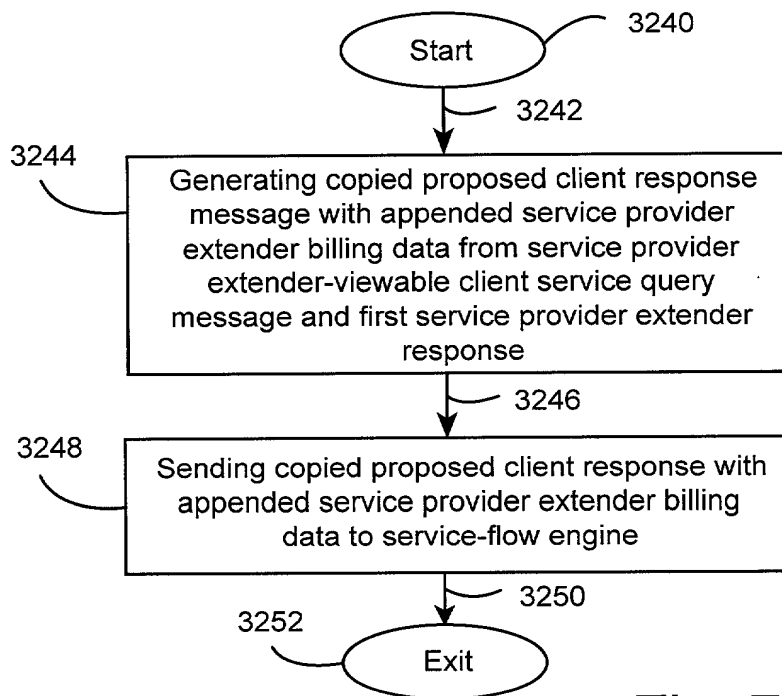 Start
3240
3242
3244
Generating copied proposed client response
message with appended service provider
extender billing data from service provider
extender-viewable client service query
message and first service provider extender
response
3246
3248
Sending copied proposed client response with
appended service provider extender billing
data to service-flow engine
3250
3252
Exit